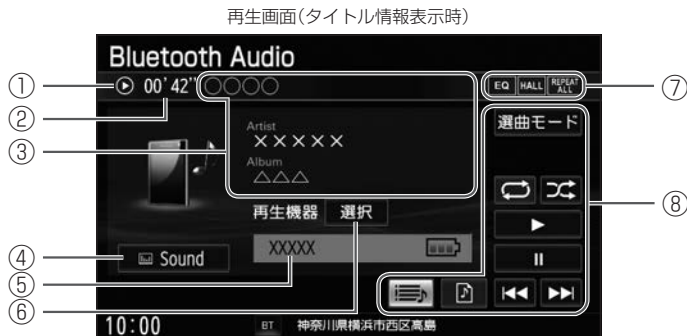 再生画面(タイトル情報表示時)
Bluetooth Audio
① 00'42" ○○○○ EQ HALL REPEAT ALL ⑦
②
③ Artist
×××××
Album
△△△
選曲モード
⑧
再生機器 選択
④ Sound
⑤ XXXXX
⑥
10:00 BT 神奈川県横浜市西区高島